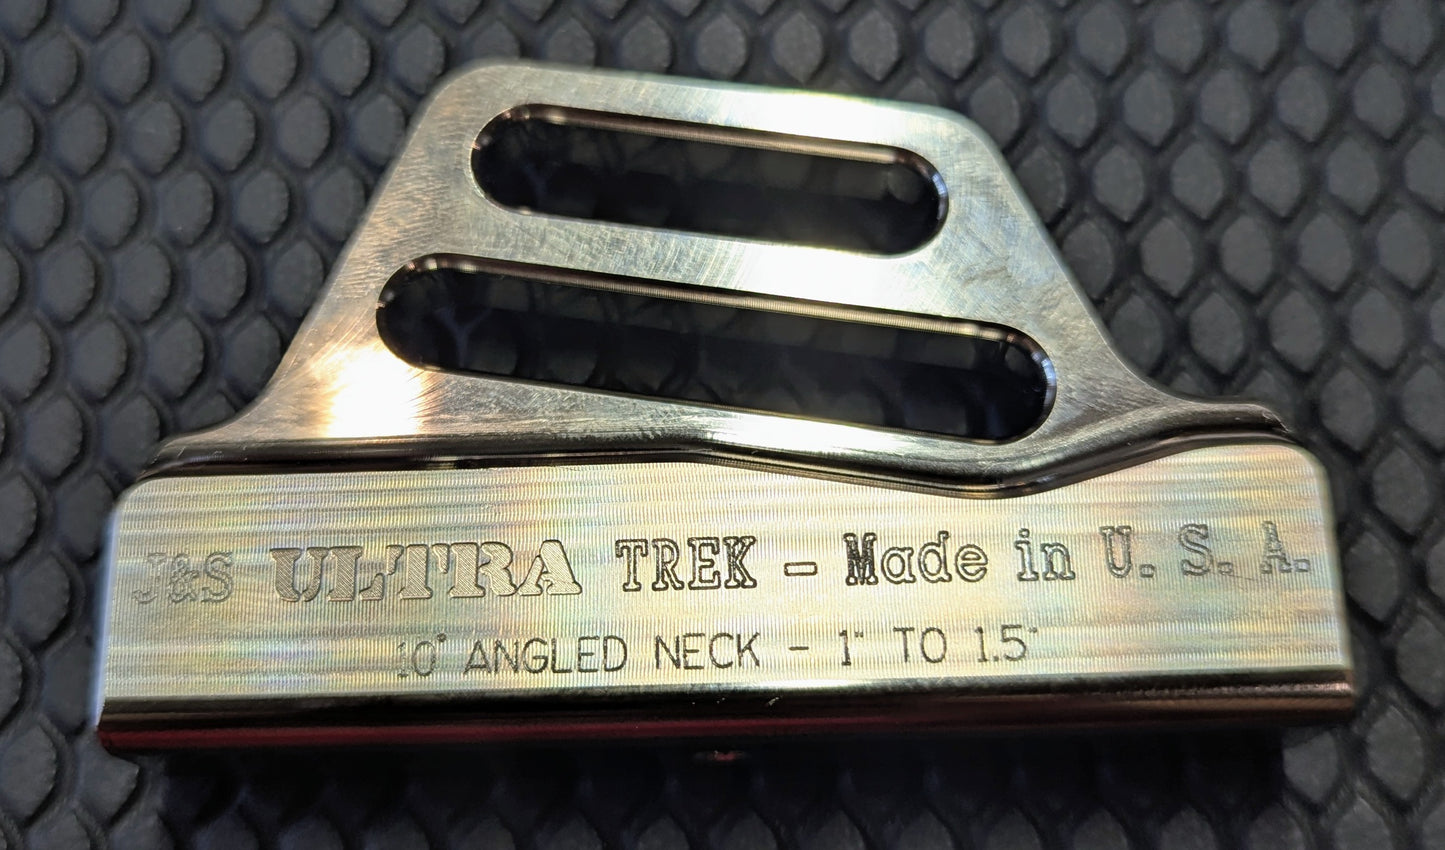 J&S ULTRA TREK - Made in U. S. A.
10° ANGLED NECK - 1" TO 1.5"